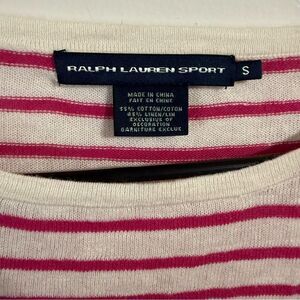 RALPH LAUREN SPORT
S
MADE IN CHINA
FAIT EN CHINE
55% COTTON/COTON
45% LINEN/LIN
EXCLUSIVE OF
DECORATION
GARNITURE EXCLUE